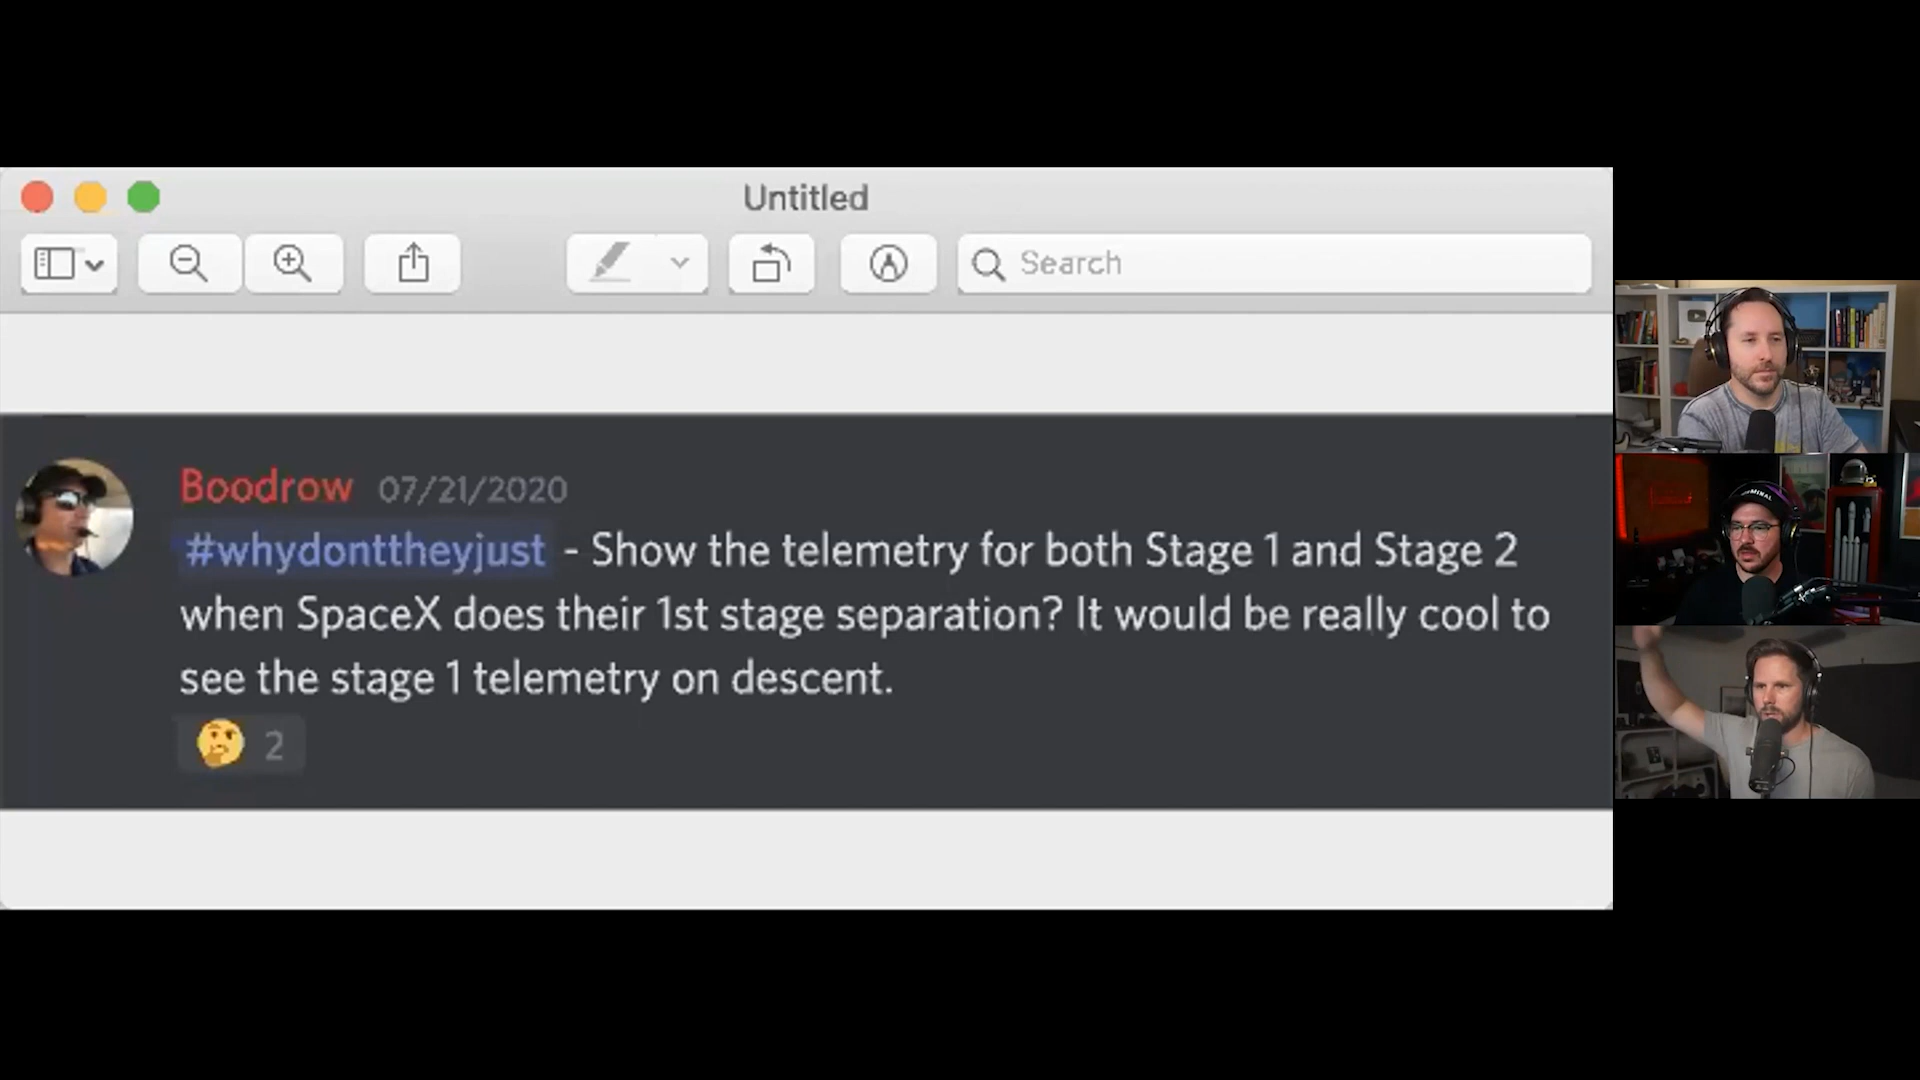 Untitled
Search
Boodrow 07/21/2020
#whydonttheyjust - Show the telemetry for both Stage 1 and Stage 2
when SpaceX does their 1st stage separation? It would be really cool to
see the stage 1 telemetry on descent.
2